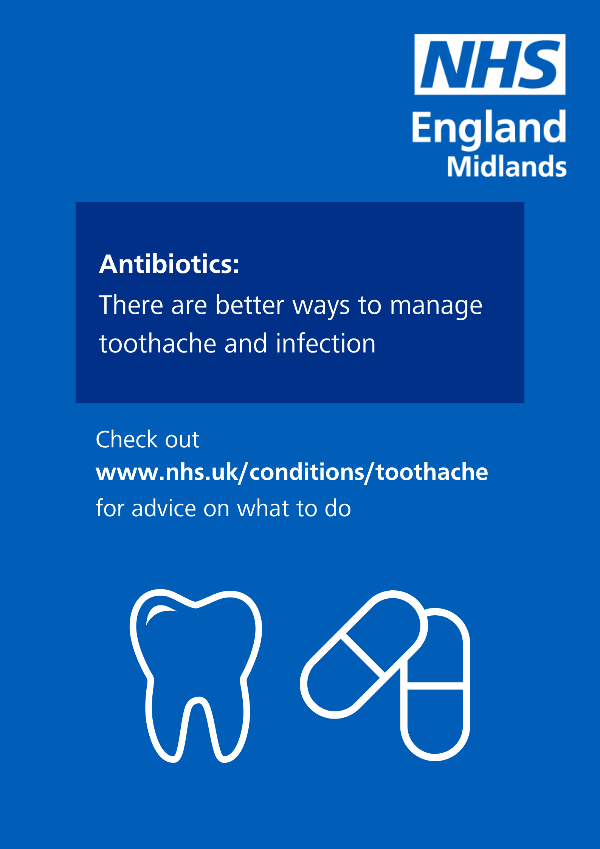 NHS
England
Midlands
Antibiotics:
There are better ways to manage
toothache and infection
Check out
www.nhs.uk/conditions/toothache
for advice on what to do